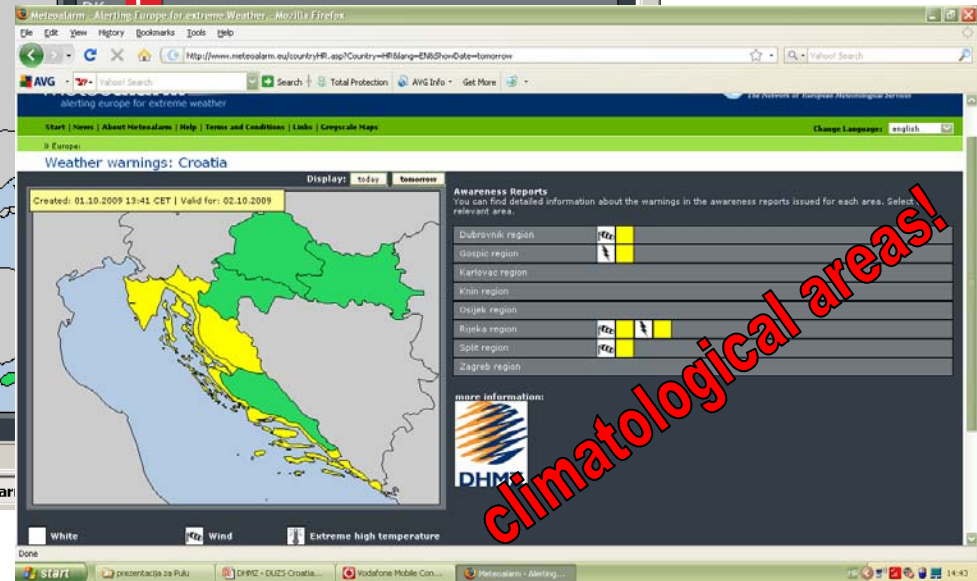 Meteoalarm - Alerting Europe for extreme Weather - Mozilla Firefox
File Edit View History Bookmarks Tools Help
http://www.meteoalarm.eu/countryHR.asp?Country=HR&lang=EN&ShowDate=tomorrow
Yahoo! Search
AVG Yahoo! Search Search Total Protection AVG Info Get More
alerting europe for extreme weather
The Network of European Meteorological Services
Start | News | About Meteoalarm | Help | Terms and Conditions | Links | Greyscale Maps
Change Language: english
» Europe:
Weather warnings: Croatia
Display: today tomorrow
Created: 01.10.2009 13:41 CET | Valid for: 02.10.2009
Awareness Reports
You can find detailed information about the warnings in the awareness reports issued for each area. Select
relevant area.
Dubrovnik region
Gospic region
Karlovac region
Knin region
Osijek region
Rijeka region
Split region
Zagreb region
more information:
DHMZ
climatological areas!
White Wind Extreme high temperature
Done
start prezentacija za Pulu DHMZ - DUZS Croatia... Vodafone Mobile Con... Meteoalarm - Alerting... 14:43